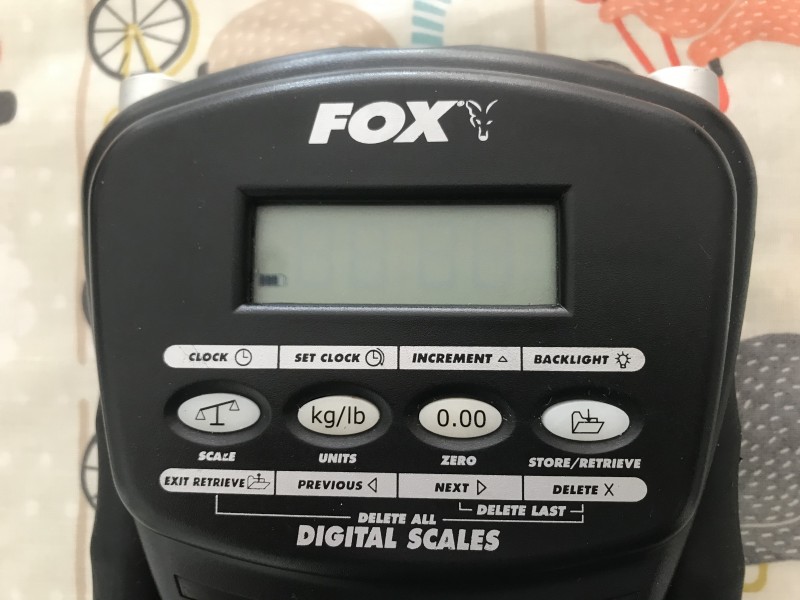 FOX
CLOCK SET CLOCK INCREMENT BACKLIGHT
kg/lb 0.00
SCALE UNITS ZERO STORE/RETRIEVE
EXIT RETRIEVE PREVIOUS NEXT DELETE X
DELETE ALL DELETE LAST
DIGITAL SCALES